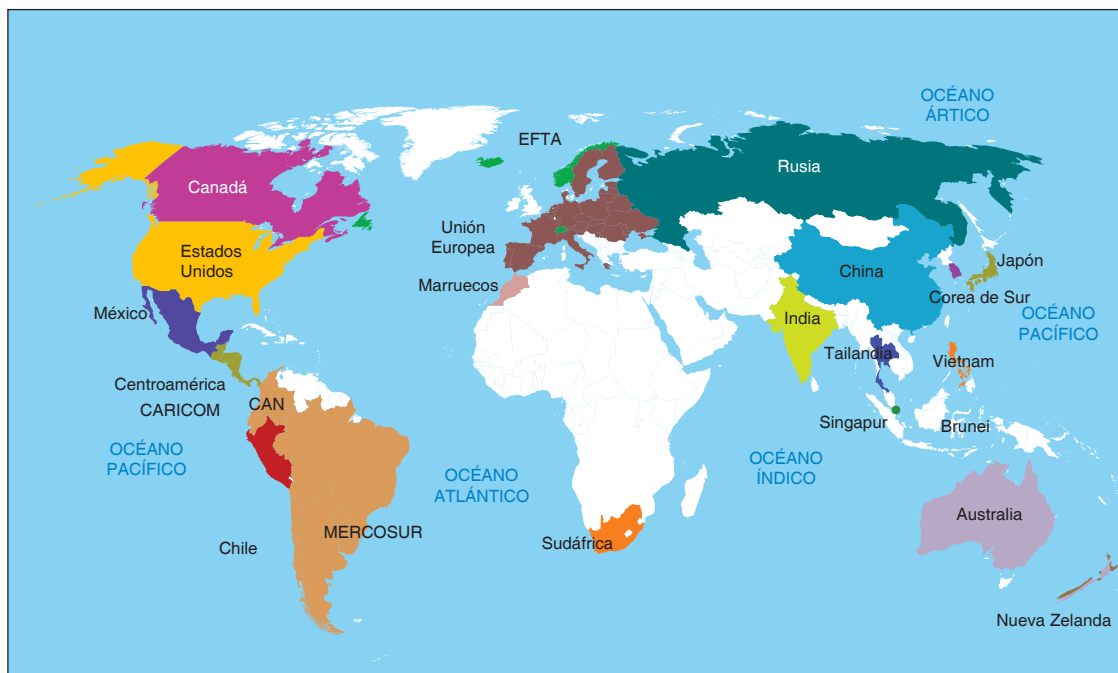 OCÉANO
ÁRTICO
EFTA
Rusia
Canadá
Unión
Europea
Estados
Unidos
China
Japón
Marruecos
Corea de Sur
México
India
OCÉANO
PACÍFICO
Tailandia
Vietnam
Centroamérica
CARICOM
CAN
Singapur
Brunei
OCÉANO
PACÍFICO
OCÉANO
ATLÁNTICO
OCÉANO
ÍNDICO
Australia
MERCOSUR
Chile
Sudáfrica
Nueva Zelanda